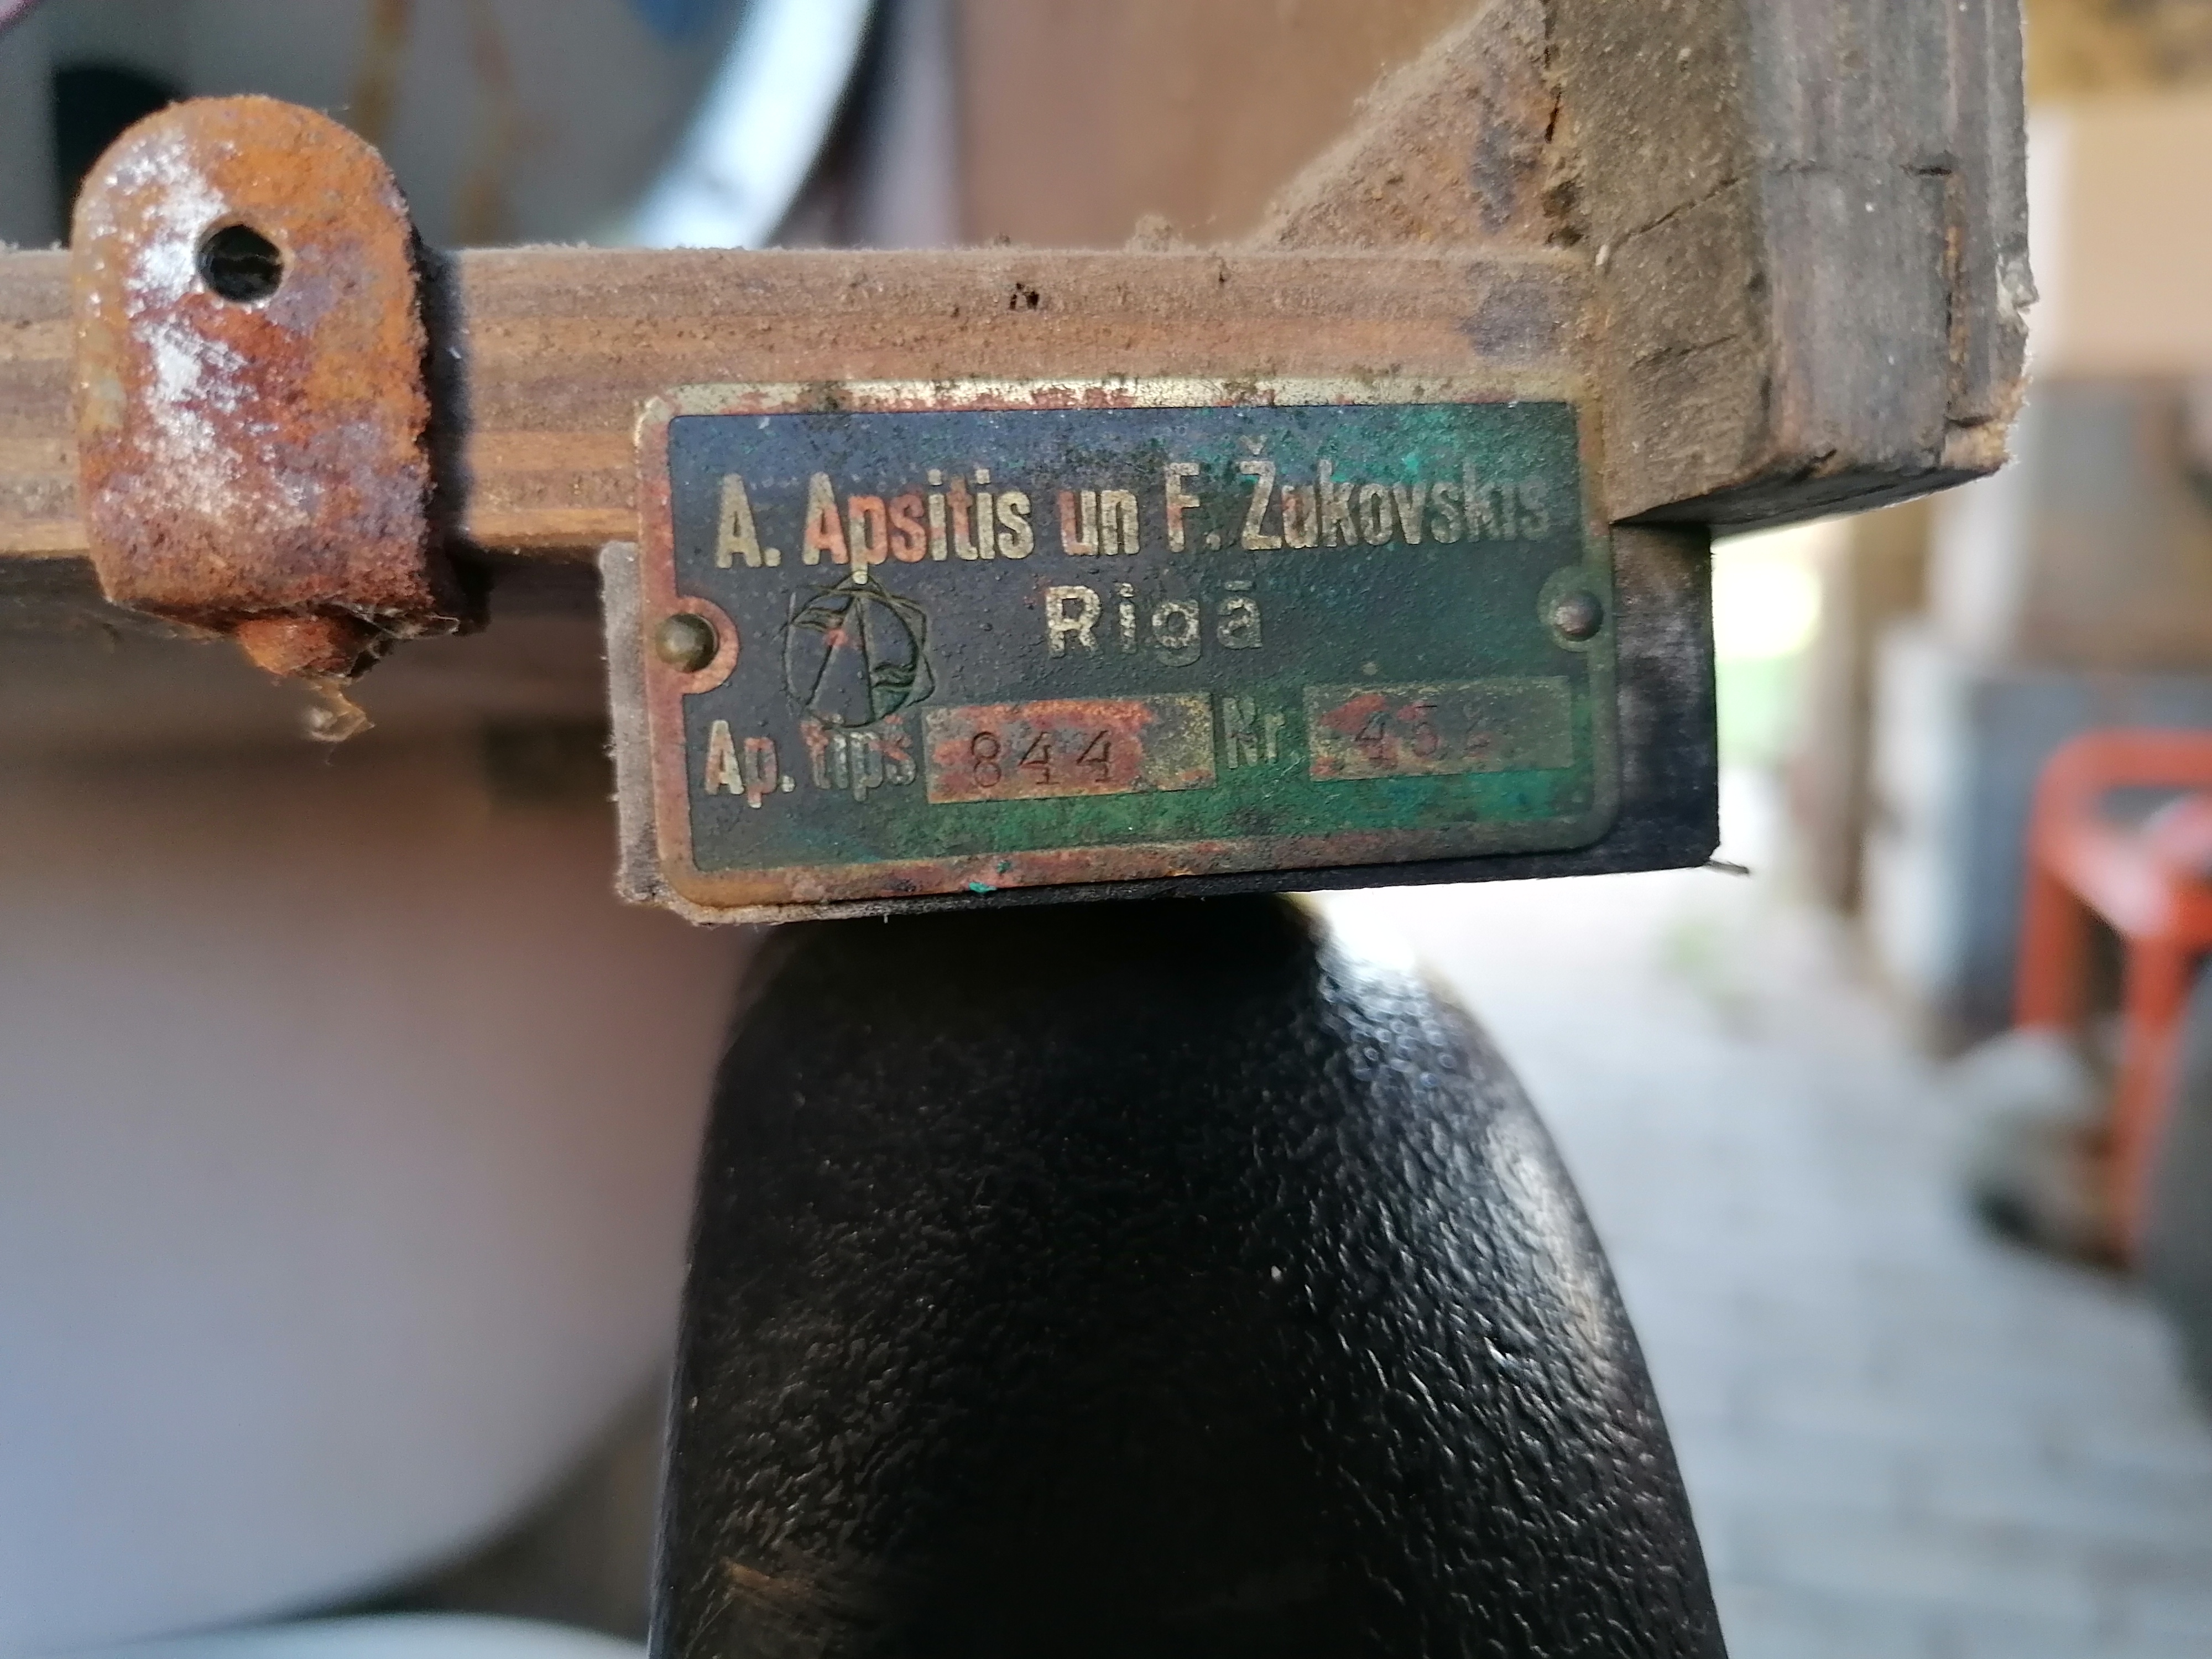 A. Apsitis un F. Žukovskis
Rīgā
Ap. tips 844 Nr